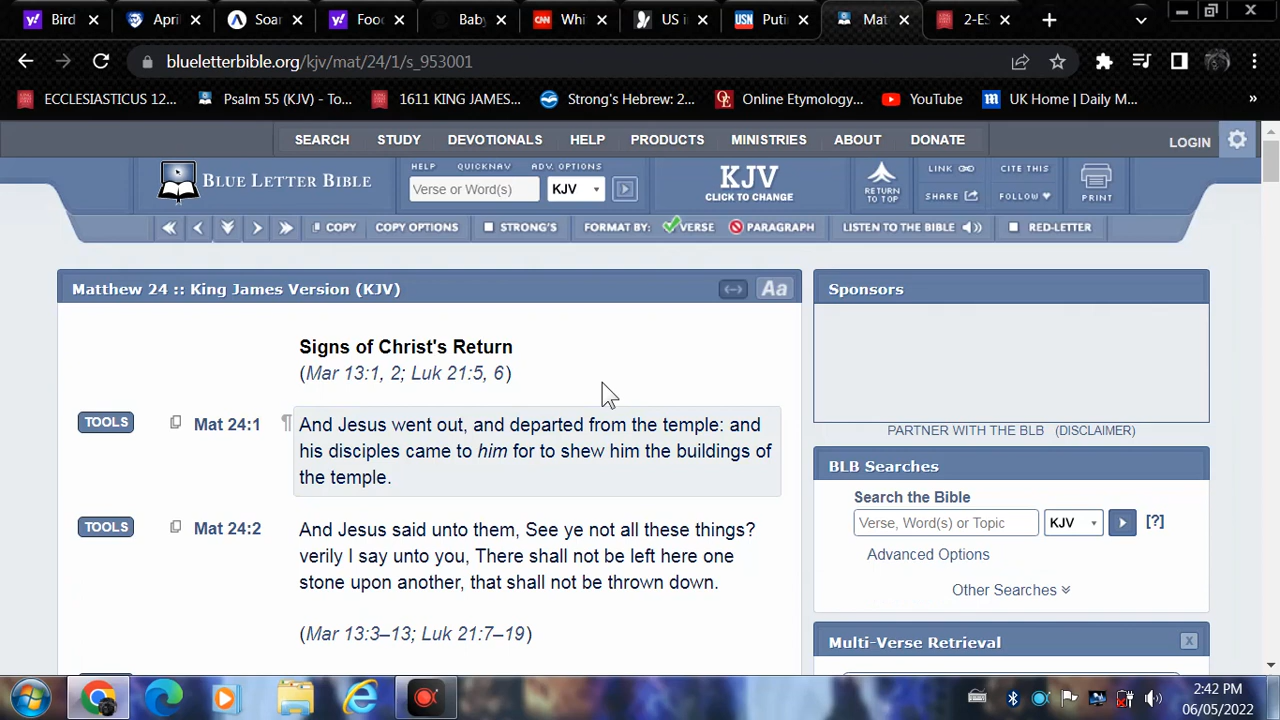 Bird
April
Soar
Foo
Bab
CNN Whi
US i
USN Puti
Mat
2-ES
blueletterbible.org/kjv/mat/24/1/s_953001
ECCLESIASTICUS 12...
Psalm 55 (KJV) - To...
1611 KING JAMES...
Strong's Hebrew: 2...
Online Etymology...
YouTube
UK Home | Daily M...
»
SEARCH STUDY DEVOTIONALS HELP PRODUCTS MINISTRIES ABOUT DONATE
LOGIN
BLUE LETTER BIBLE
HELP QUICKNAV ADV. OPTIONS
Verse or Word(s) KJV
KJV
CLICK TO CHANGE
RETURN
TO TOP
LINK
SHARE
CITE THIS
FOLLOW
PRINT
COPY COPY OPTIONS STRONG'S FORMAT BY: VERSE PARAGRAPH LISTEN TO THE BIBLE RED-LETTER
Matthew 24 :: King James Version (KJV)
Aa
Signs of Christ's Return
(Mar 13:1, 2; Luk 21:5, 6)
TOOLS Mat 24:1 ¶ And Jesus went out, and departed from the temple: and
his disciples came to him for to shew him the buildings of
the temple.
TOOLS Mat 24:2 And Jesus said unto them, See ye not all these things?
verily I say unto you, There shall not be left here one
stone upon another, that shall not be thrown down.
(Mar 13:3–13; Luk 21:7–19)
Sponsors
PARTNER WITH THE BLB (DISCLAIMER)
BLB Searches
Search the Bible
Verse, Word(s) or Topic KJV [?]
Advanced Options
Other Searches
Multi-Verse Retrieval
X
2:42 PM
06/05/2022